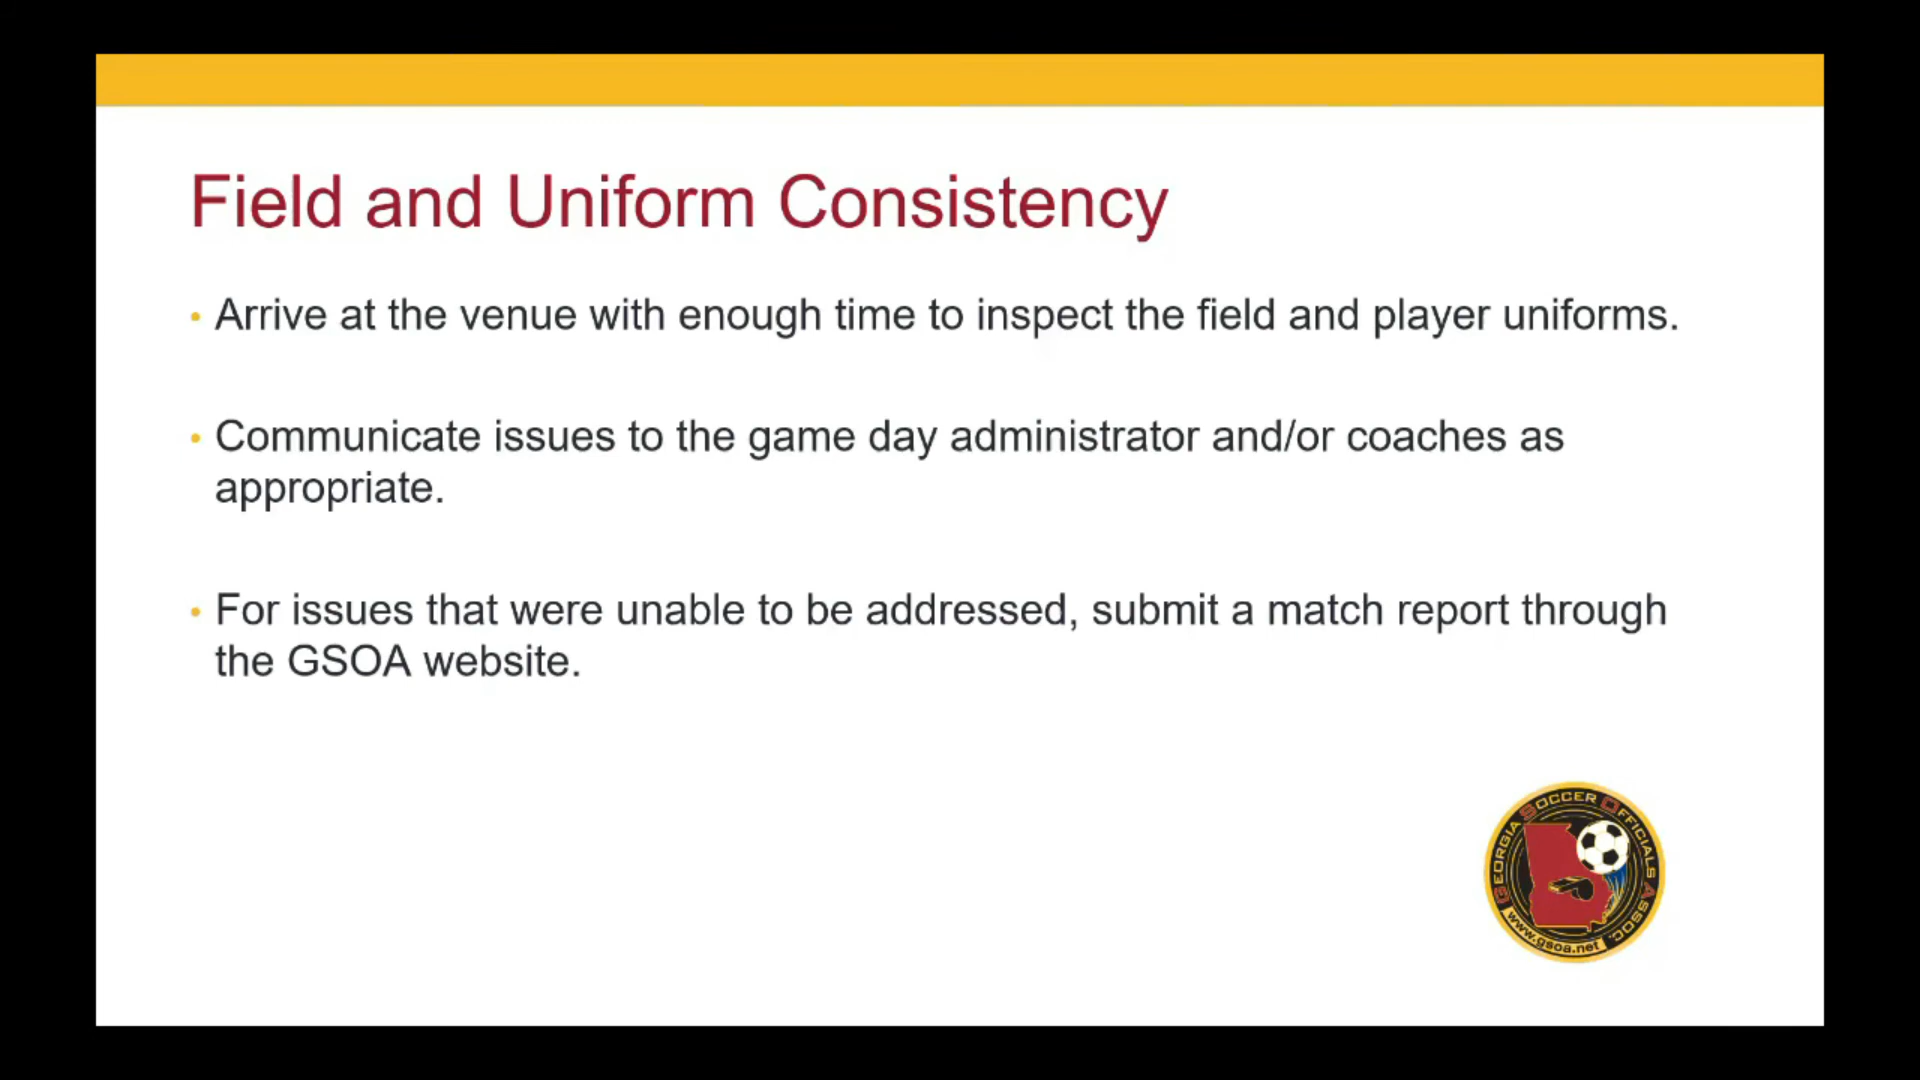 Field and Uniform Consistency
• Arrive at the venue with enough time to inspect the field and player uniforms.
• Communicate issues to the game day administrator and/or coaches as
appropriate.
• For issues that were unable to be addressed, submit a match report through
the GSOA website.
GEORGIA SOCCER OFFICIALS ASSOC.
www.gsoa.net